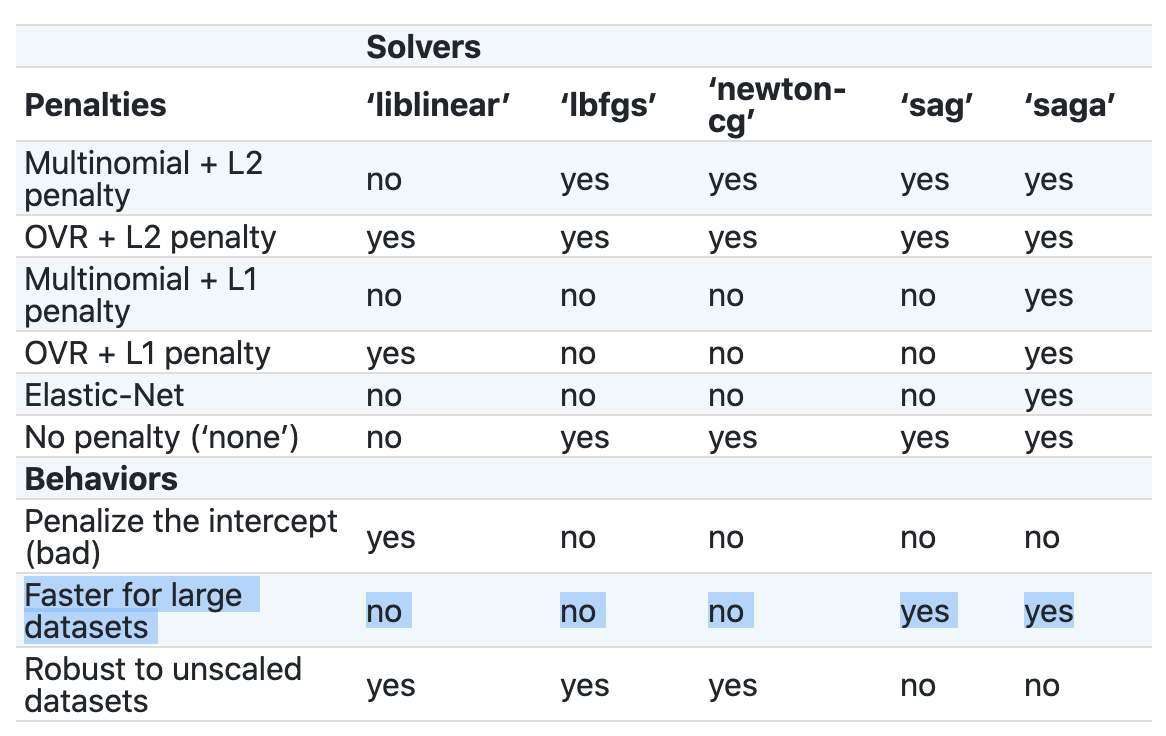 Solvers
Penalties ‘liblinear’ ‘lbfgs’ ‘newton-
cg’ ‘sag’ ‘saga’
Multinomial + L2
penalty no yes yes yes yes
OVR + L2 penalty yes yes yes yes yes
Multinomial + L1
penalty no no no no yes
OVR + L1 penalty yes no no no yes
Elastic-Net no no no no yes
No penalty (‘none’) no yes yes yes yes
Behaviors
Penalize the intercept
(bad) yes no no no no
Faster for large
datasets no no no yes yes
Robust to unscaled
datasets yes yes yes no no